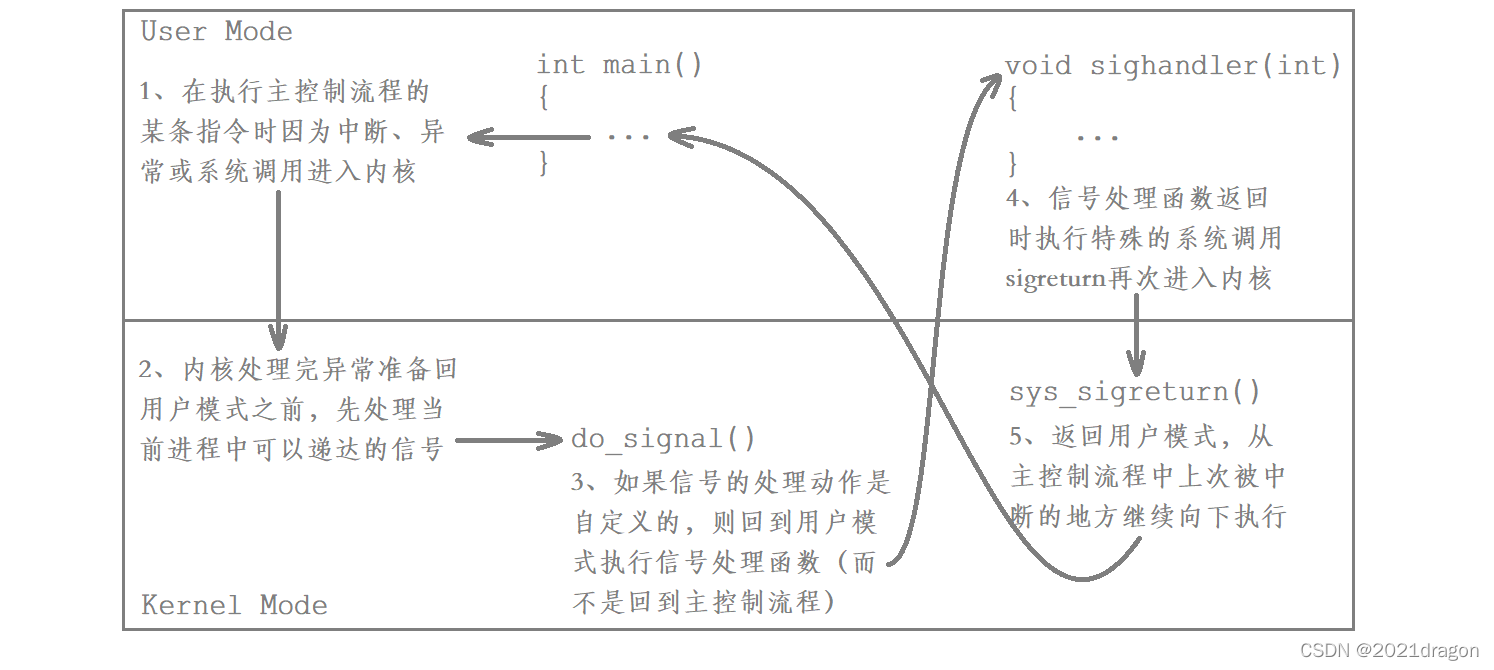 User Mode
1、在执行主控制流程的
某条指令时因为中断、异
常或系统调用进入内核
int main()
{
...
}
void sighandler(int)
{
...
}
4、信号处理函数返回
时执行特殊的系统调用
sigreturn再次进入内核
2、内核处理完异常准备回
用户模式之前，先处理当
前进程中可以递达的信号
do_signal()
3、如果信号的处理动作是
自定义的，则回到用户模
式执行信号处理函数（而
不是回到主控制流程）
sys_sigreturn()
5、返回用户模式，从
主控制流程中上次被中
断的地方继续向下执行
Kernel Mode
CSDN @2021dragon